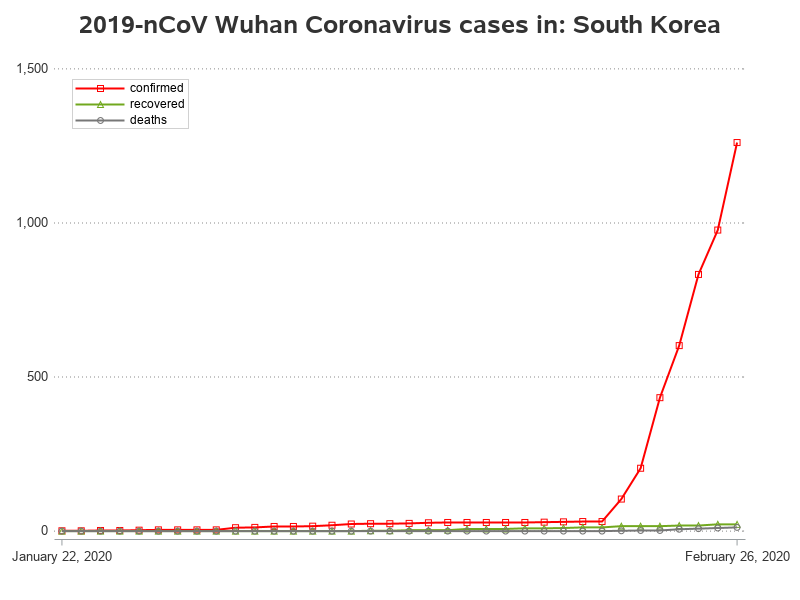 2019-nCoV Wuhan Coronavirus cases in: South Korea
1,500
confirmed
recovered
deaths
1,000
500
0
January 22, 2020
February 26, 2020